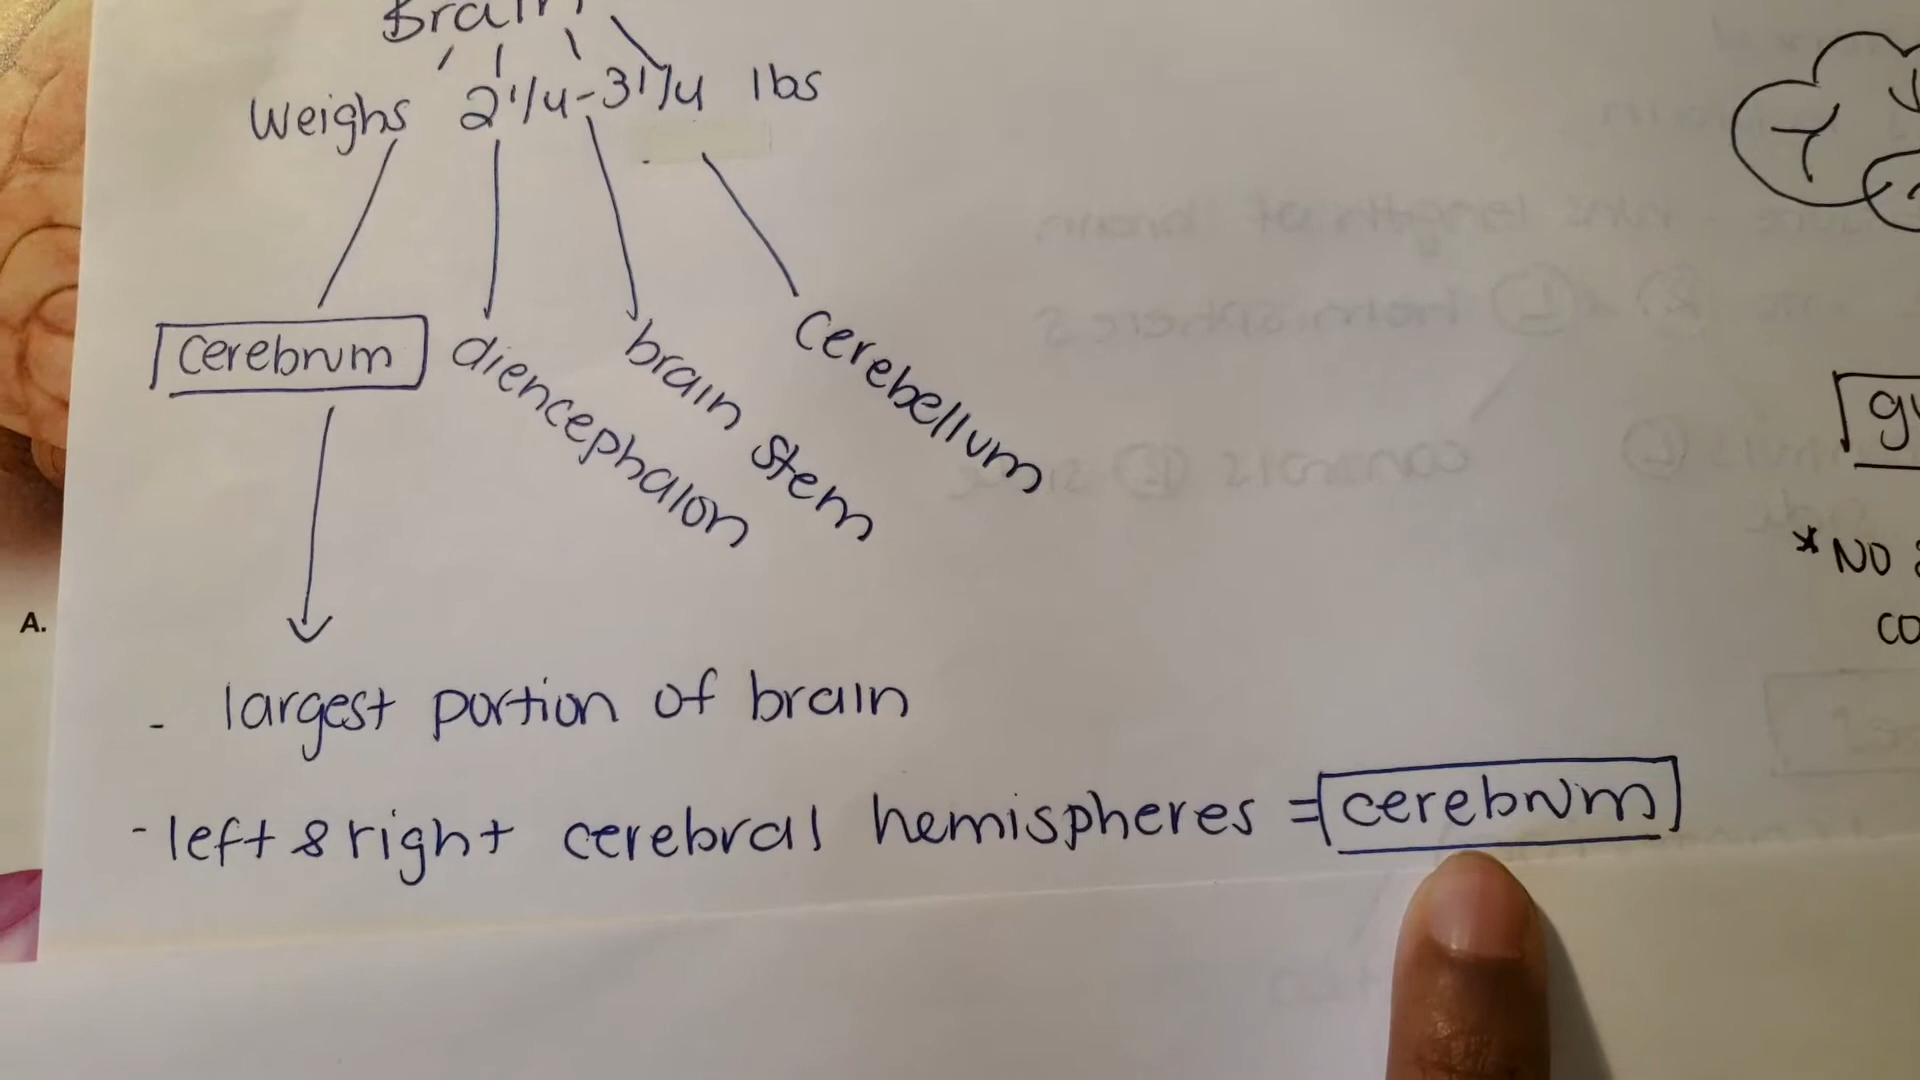 Brain
Weighs 2 1/4-3 1/4 lbs
cerebrum
diencephalon
brain stem
cerebellum
- largest portion of brain
- left & right cerebral hemispheres = cerebrum
gy
* NO
co
A.